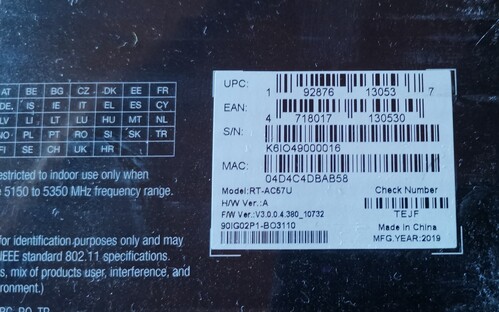 AT BE BG CZ DK EE FR
DE IS IE IT EL ES CY
LV LI LT LU HU MT NL
NO PL PT RO SI SK TR
FI SE CH UK HR
restricted to indoor use only when
5150 to 5350 MHz frequency range.
for identification purposes only and may
IEEE standard 802.11 specifications.
mix of product uses, interference, and
ronment.)
UPC:
1 92876 13053 7
EAN:
4 718017 130530
S/N:
K6IO49000016
MAC:
04D4C4DBAB58
Model:RT-AC57U Check Number
H/W Ver.:A
F/W Ver.:V3.0.0.4.380_10732 TEJF
90IG02P1-BO3110 Made in China
MFG.YEAR:2019